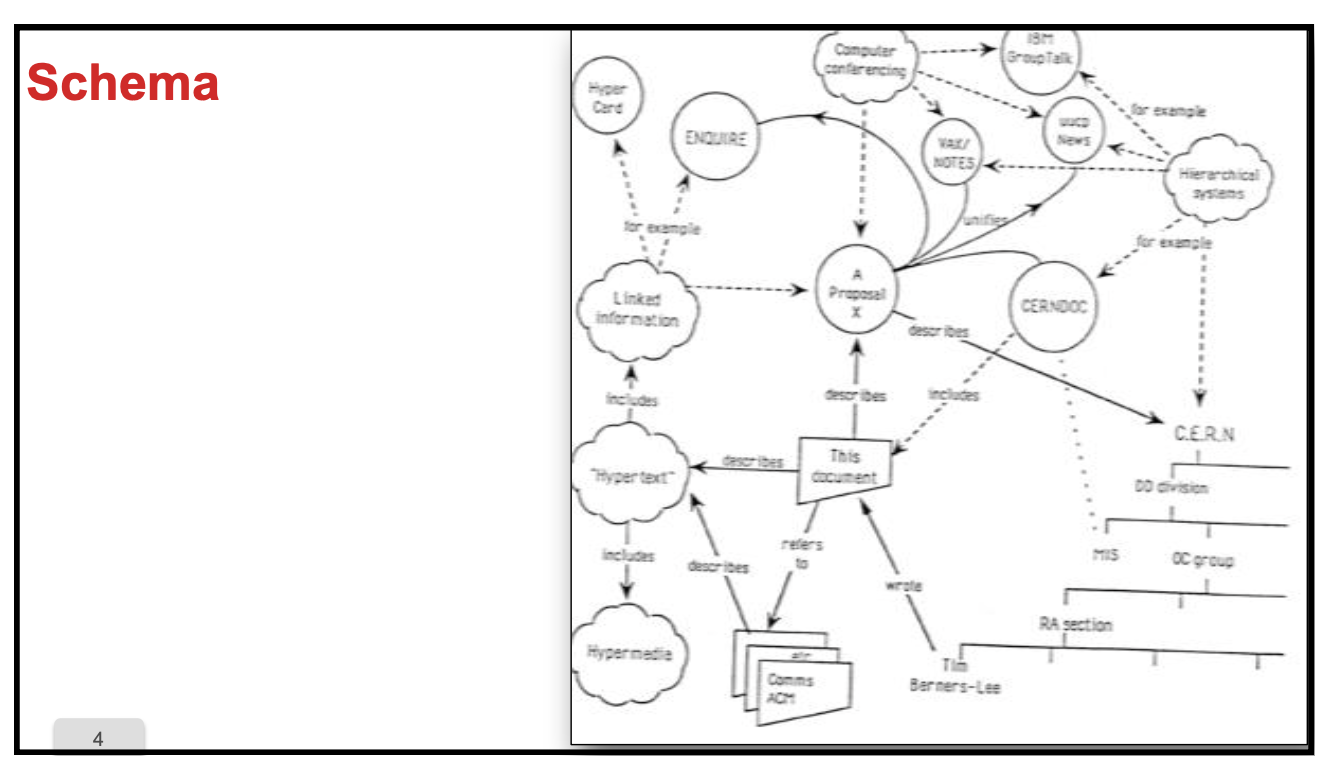 Schema
IBM
GroupTalk
Computer
conferencing
Hyper
Card
ENQUIRE
for example
uucp
News
VAX/
NOTES
Hierarchical
systems
unifies
for example
for example
A
Proposal
X
CERNDOC
Linked
information
describes
includes
describes
includes
C.E.R.N
This
document
describes
"Hypertext"
DD division
refers
to
includes
describes
MIS
OC group
wrote
RA section
Hypermedia
etc
Tim
Berners-Lee
Comms
ACM
4